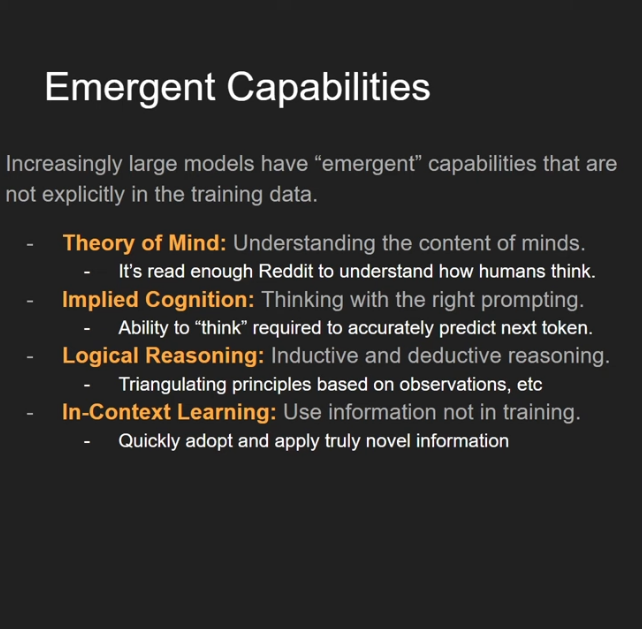 Emergent Capabilities
Increasingly large models have “emergent” capabilities that are
not explicitly in the training data.
- Theory of Mind: Understanding the content of minds.
- It’s read enough Reddit to understand how humans think.
- Implied Cognition: Thinking with the right prompting.
- Ability to “think” required to accurately predict next token.
- Logical Reasoning: Inductive and deductive reasoning.
- Triangulating principles based on observations, etc
- In-Context Learning: Use information not in training.
- Quickly adopt and apply truly novel information